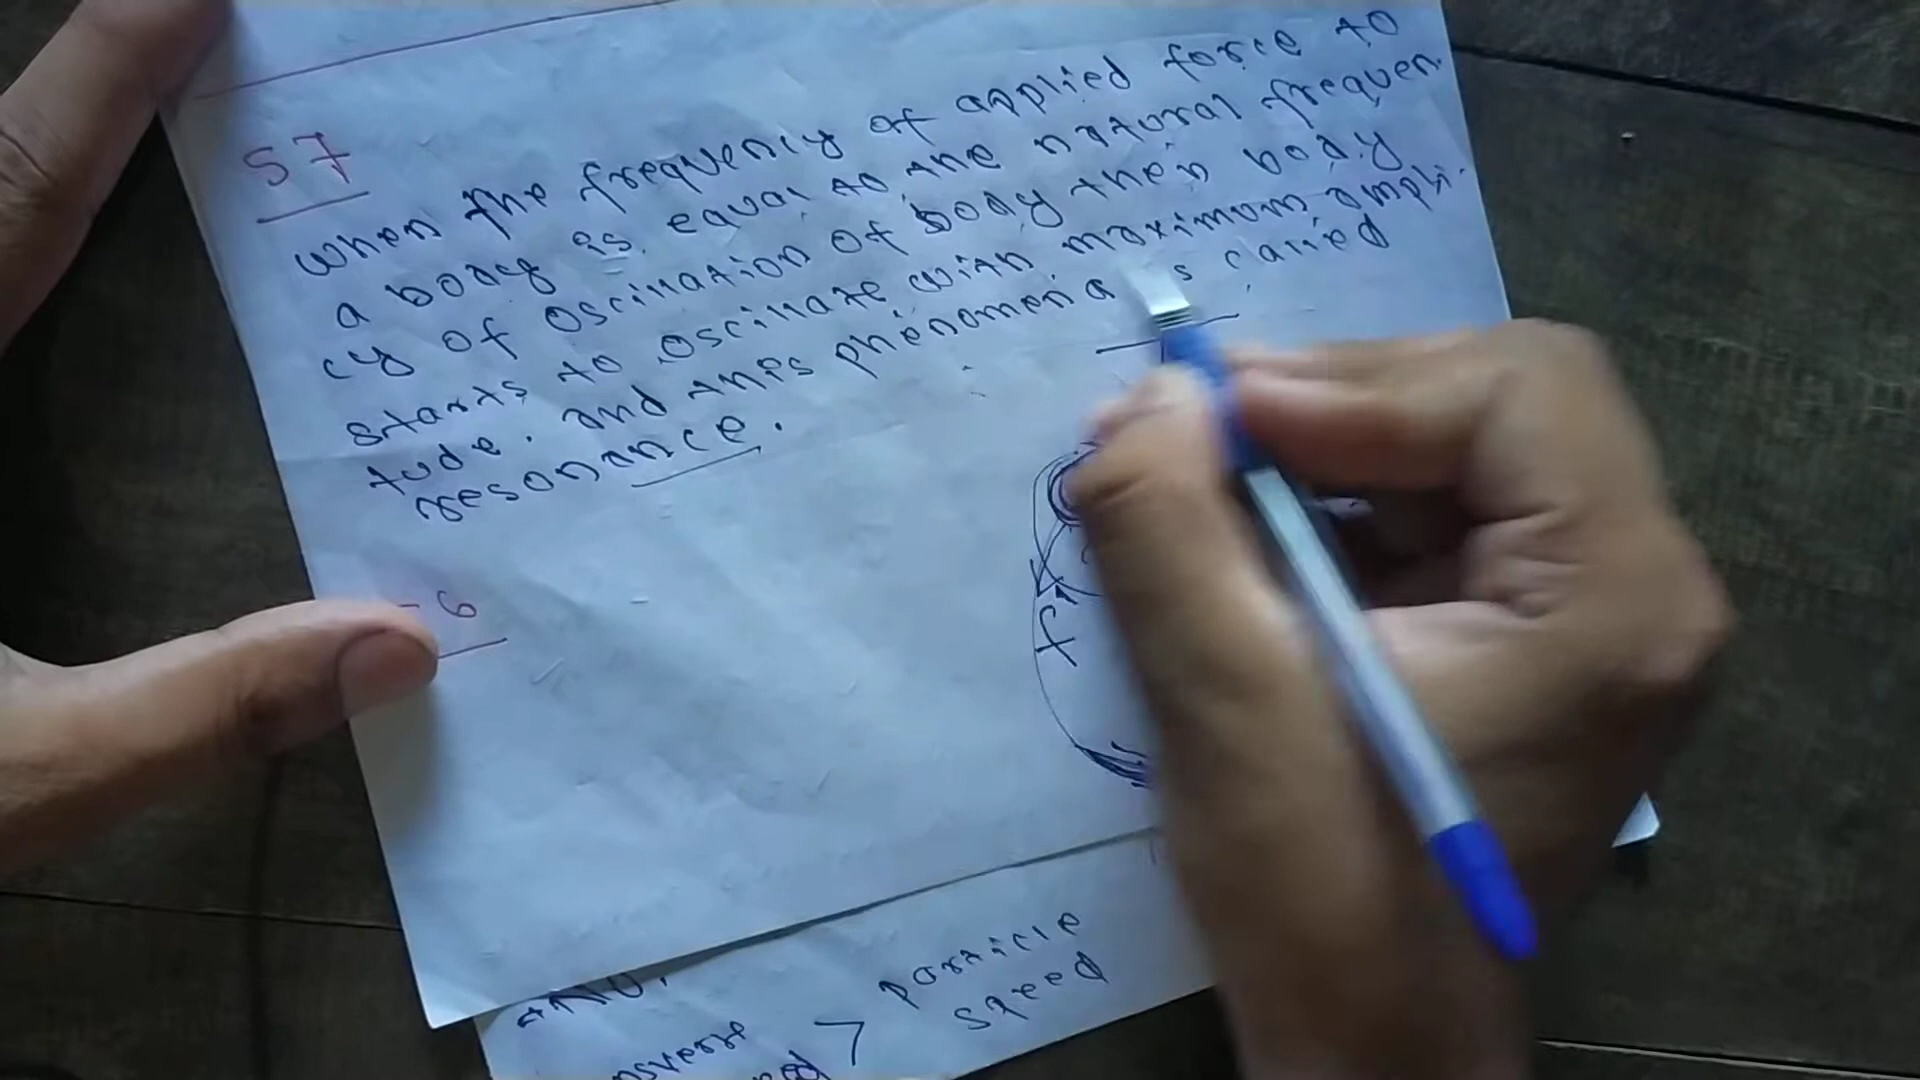 57
when the frequency of applied force to
a body is equal to the natural frequen.
cy of oscillation of body then body
starts to oscillate with maximum ampli.
tude. and this phenomena is called
resonance.
6
f
particle
speed
>